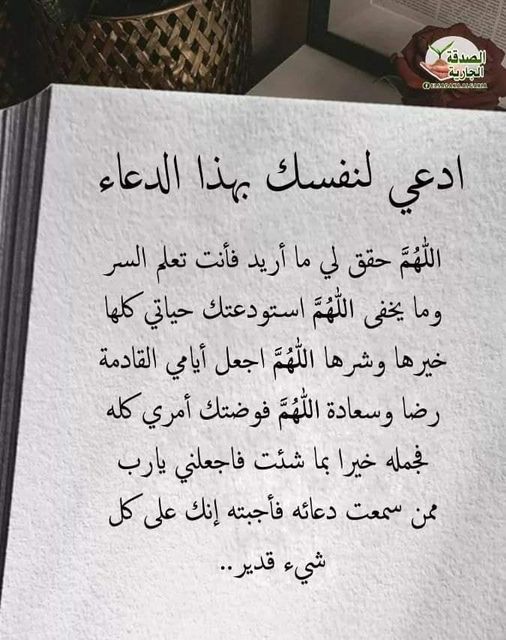 الصدقة
الجارية
ELSADAKA.ALGARIA
ادعي لنفسك بهذا الدعاء
اللَّهُمَّ حقق لي ما أريد فأنت تعلم السر
وما يخفى اللَّهُمَّ استودعتك حياتي كلها
خيرها وشرها اللَّهُمَّ اجعل أيامي القادمة
رضا وسعادة اللَّهُمَّ فوضتك أمري كله
فجمله خيرا بما شئت فاجعلني يارب
ممن سمعت دعائه فأجبته إنك على كل
شيء قدير..